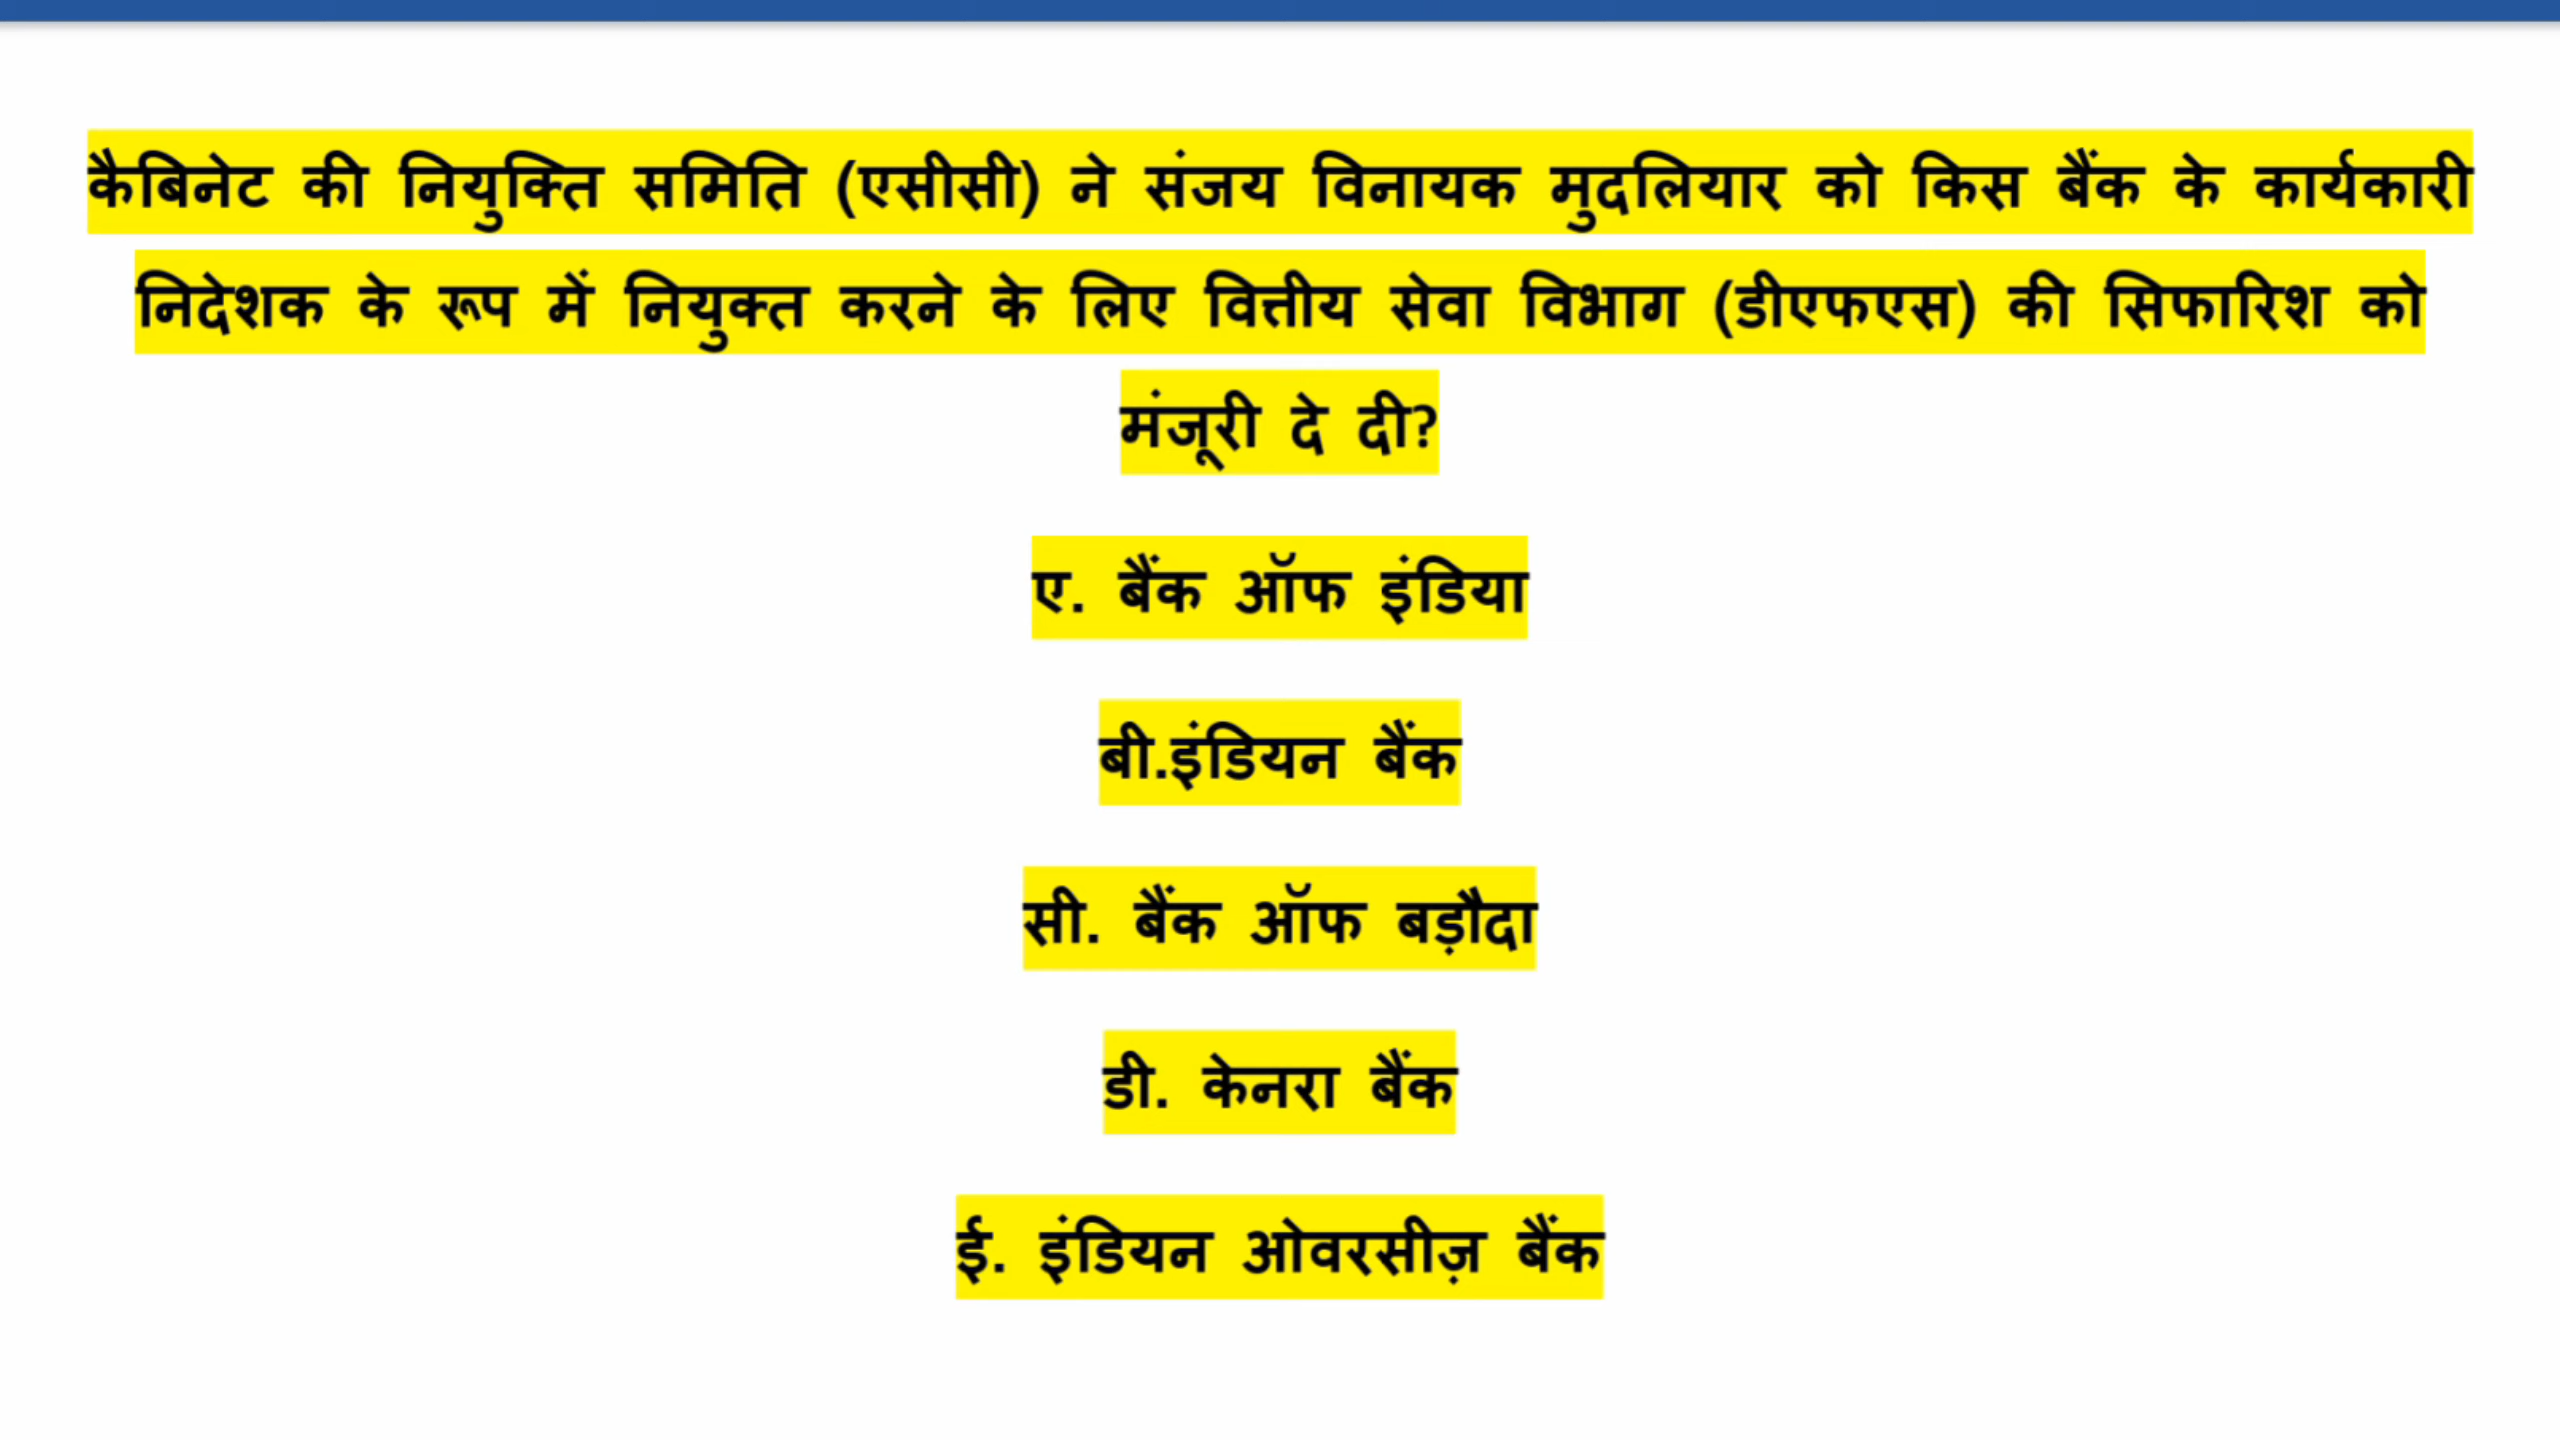 कैबिनेट की नियुक्ति समिति (एसीसी) ने संजय विनायक मुदलियार को किस बैंक के कार्यकारी
निदेशक के रूप में नियुक्त करने के लिए वित्तीय सेवा विभाग (डीएफएस) की सिफारिश को
मंजूरी दे दी?
ए. बैंक ऑफ इंडिया
बी.इंडियन बैंक
सी. बैंक ऑफ बड़ौदा
डी. केनरा बैंक
ई. इंडियन ओवरसीज़ बैंक